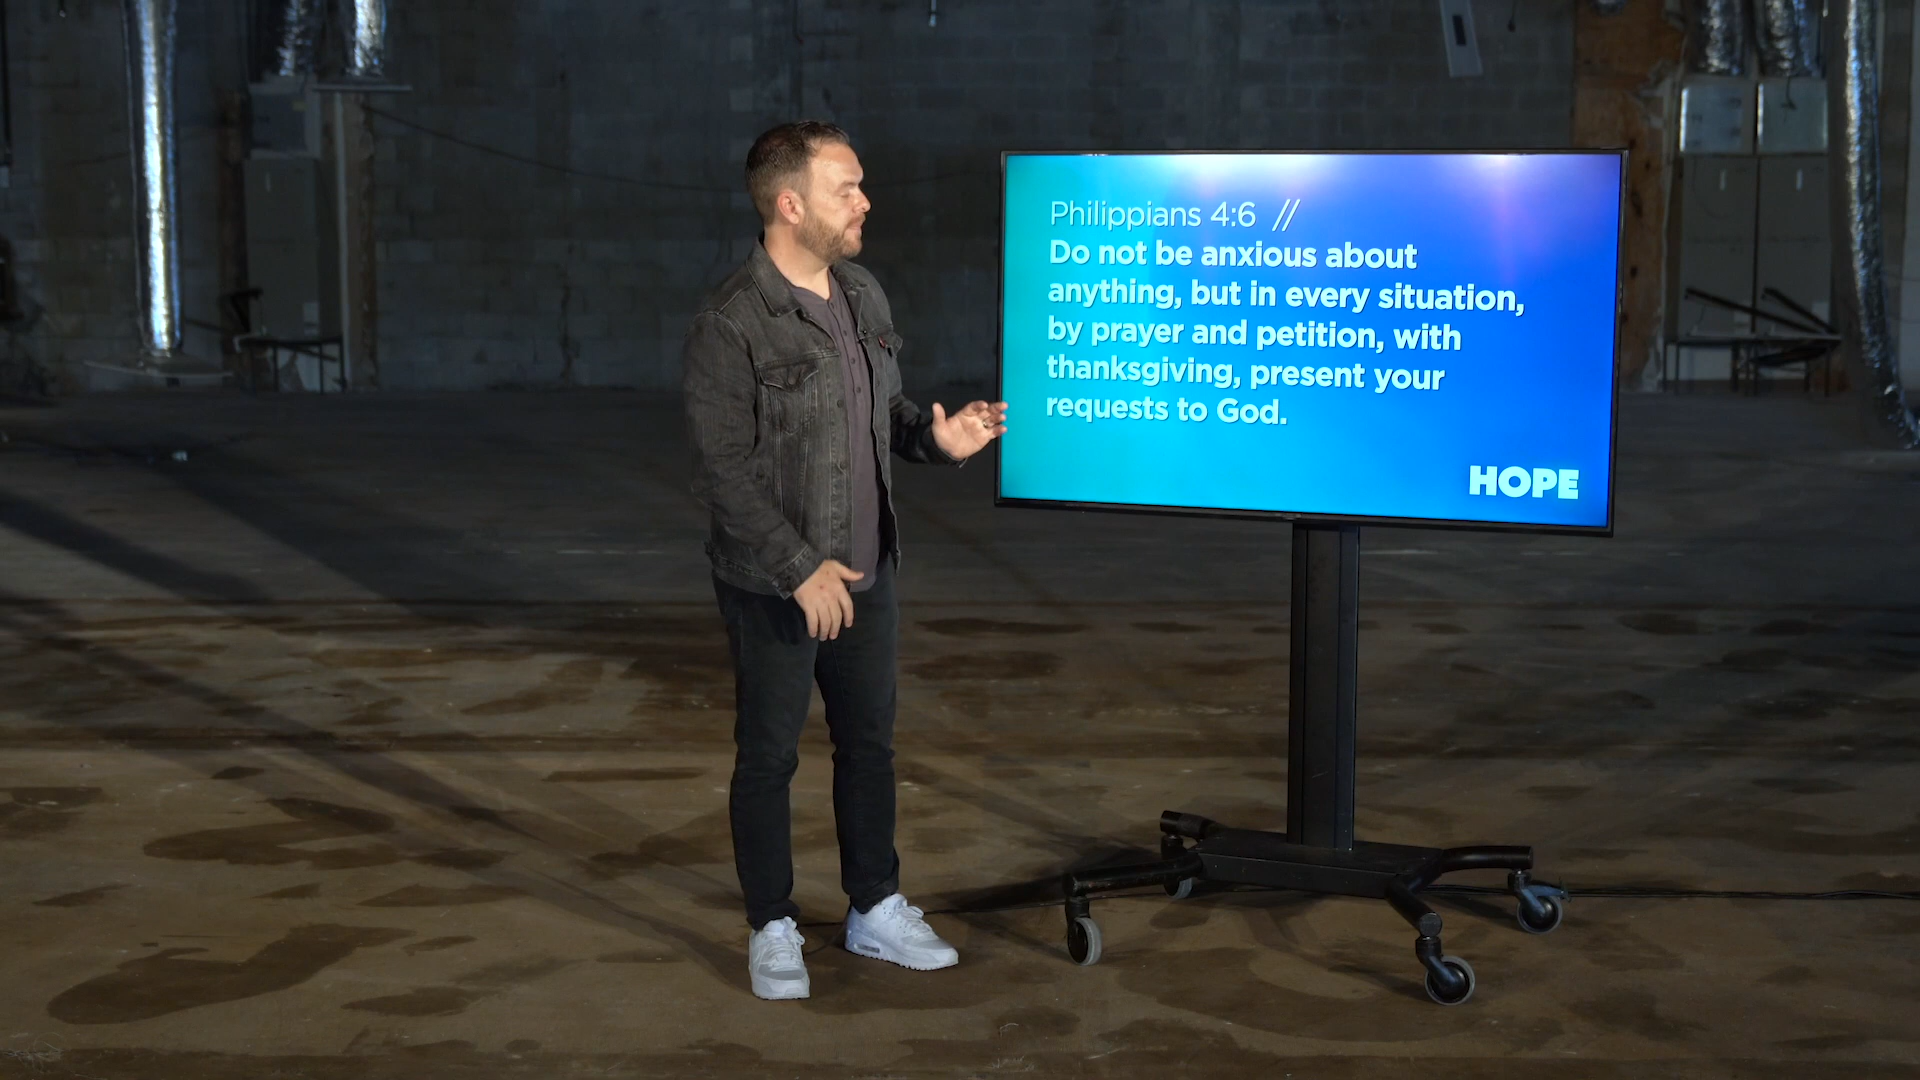 Philippians 4:6 //
Do not be anxious about
anything, but in every situation,
by prayer and petition, with
thanksgiving, present your
requests to God.
HOPE